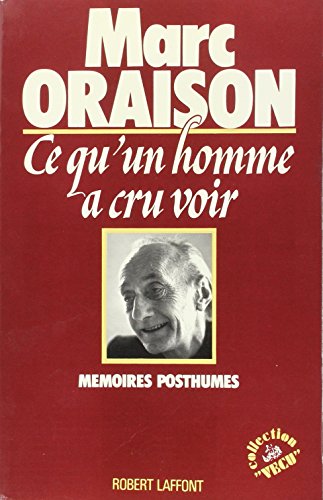 Marc
ORAISON
Ce qu'un homme
a cru voir
MEMOIRES POSTHUMES
collection
"VECU"
ROBERT LAFFONT